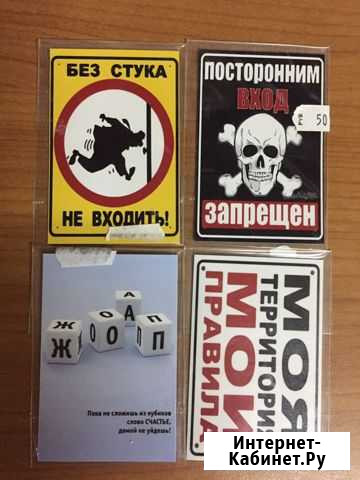 БЕЗ СТУКА
НЕ ВХОДИТЬ!
ПОСТОРОННИМ
ВХОД
ЗАПРЕЩЕН
РУБ 50
А
Ж О А П
Ж О
Пока не сложишь из кубиков
слово СЧАСТЬЕ,
домой не уйдешь!
МОЯ
ТЕРРИТОРИЯ
МОИ
ПРАВИЛА
Интернет-
Кабинет.Ру